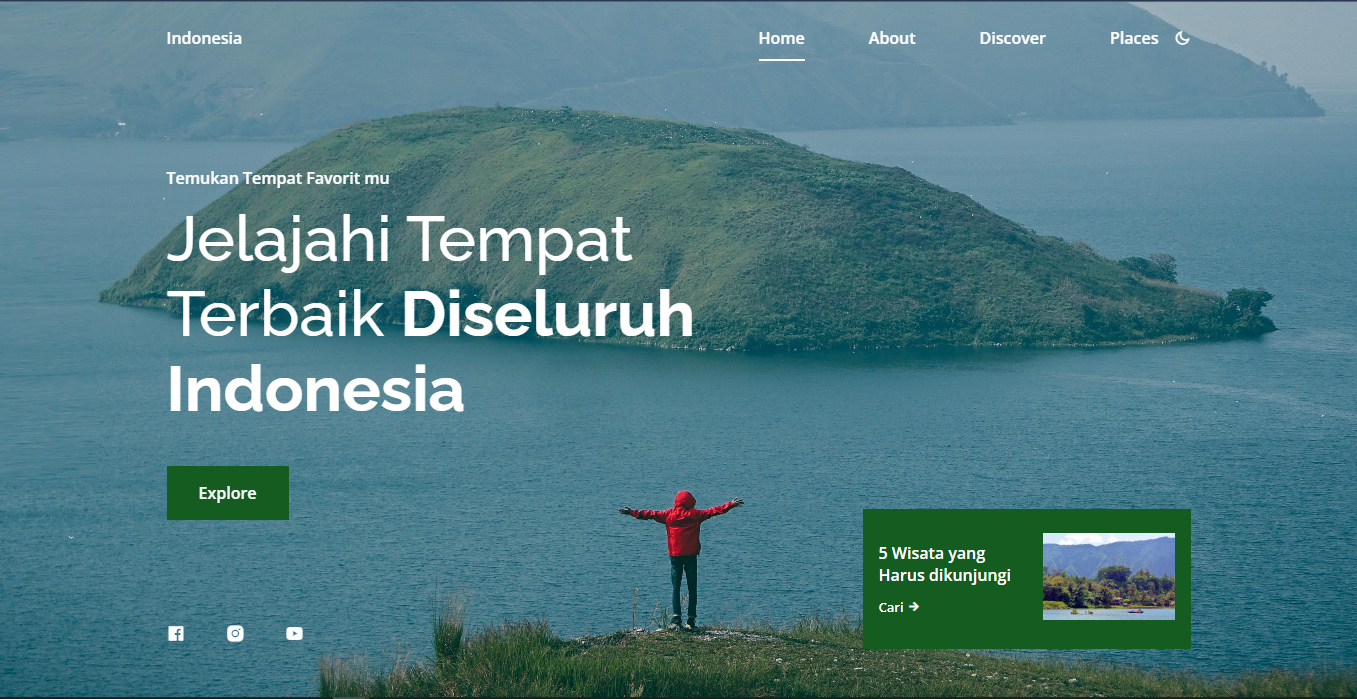 Indonesia
Home
About
Discover
Places
Temukan Tempat Favorit mu
Jelajahi Tempat
Terbaik Diseluruh
Indonesia
Explore
5 Wisata yang
Harus dikunjungi
Cari